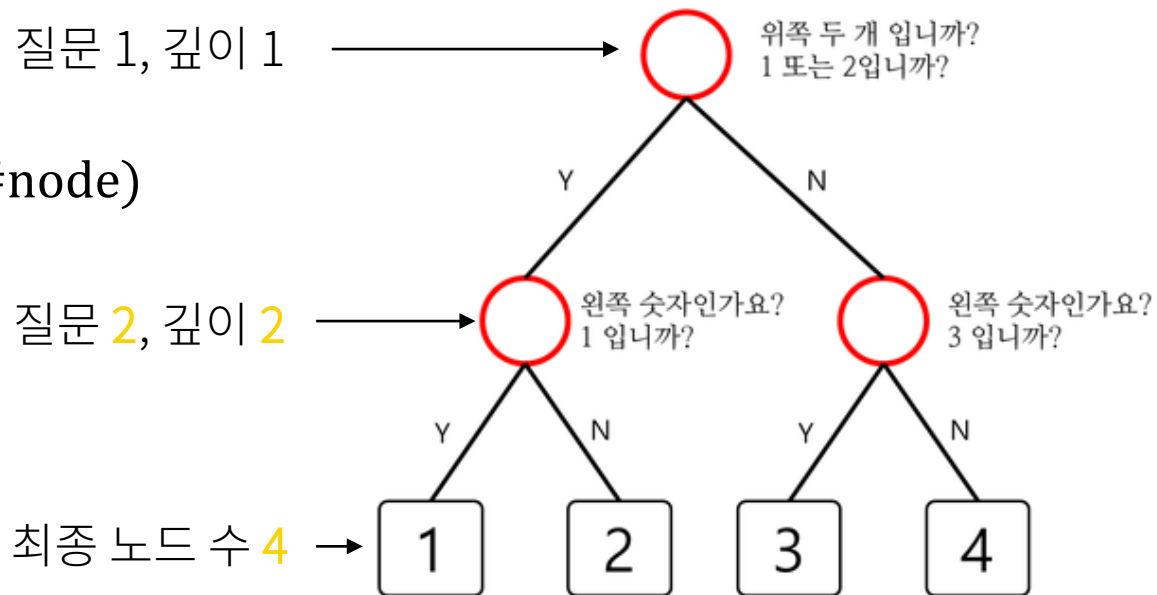 질문 1, 깊이 1
위쪽 두 개 입니까?
1 또는 2입니까?
Y
N
node)
질문 2, 깊이 2
왼쪽 숫자인가요?
1 입니까?
왼쪽 숫자인가요?
3 입니까?
Y
N
Y
N
최종 노드 수 4
1
2
3
4